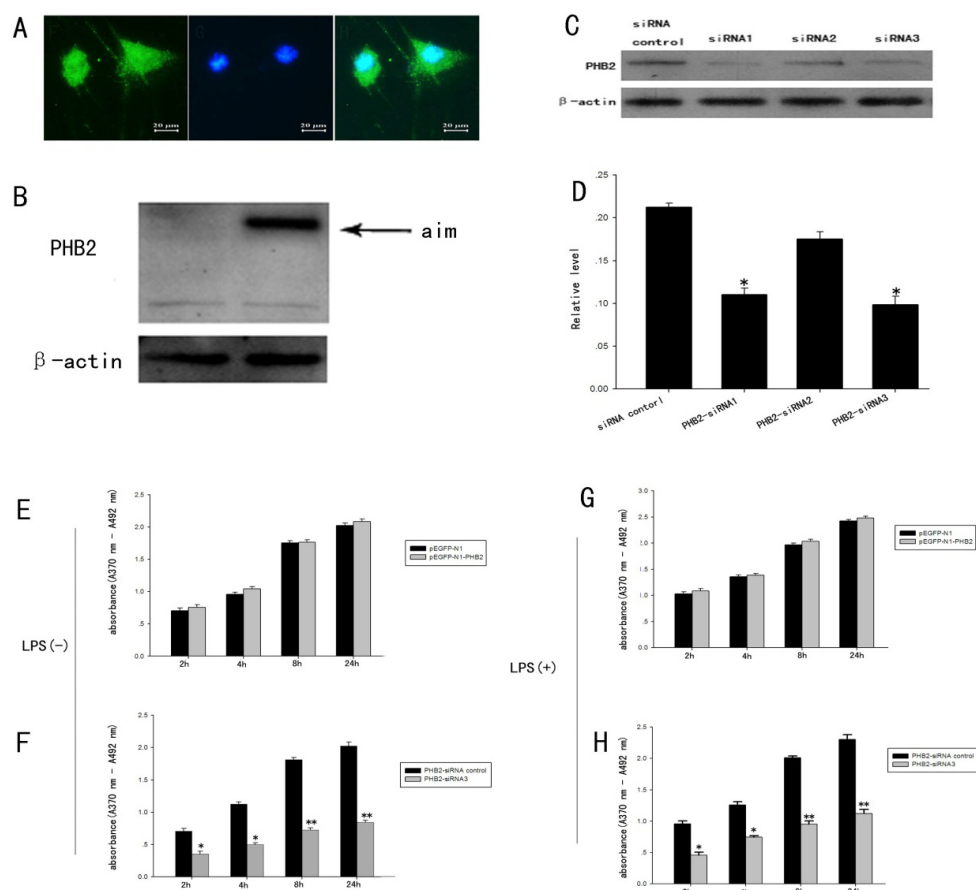 A
F
G
H
20 μm
20 μm
20 μm
B
PHB2
aim
β-actin
C
siRNA
control
siRNA1
siRNA2
siRNA3
PHB2
β-actin
D
Relative level
.25
.20
.15
.10
.05
0.00
*
*
siRNA contorl
PHB2-siRNA1
PHB2-siRNA2
PHB2-siRNA3
LPS(-)
E
absorbance(A370 nm - A492 nm)
2.5
2.0
1.5
1.0
.5
0.0
2h 4h 8h 24h
pEGFP-N1
pEGFP-N1-PHB2
F
absorbance(A370 nm - A492 nm)
2.5
2.0
1.5
1.0
.5
0.0
* * ** **
2h 4h 8h 24h
PHB2-siRNA control
PHB2-siRNA3
LPS(+)
G
absorbance(A370 nm - A492 nm)
3.0
2.5
2.0
1.5
1.0
.5
0.0
2h 4h 8h 24h
pEGFP-N1
pEGFP-N1-PHB2
H
absorbance(A370 nm - A492 nm)
2.5
2.0
1.5
1.0
.5
0.0
* * ** **
24h
PHB2-siRNA control
PHB2-siRNA3